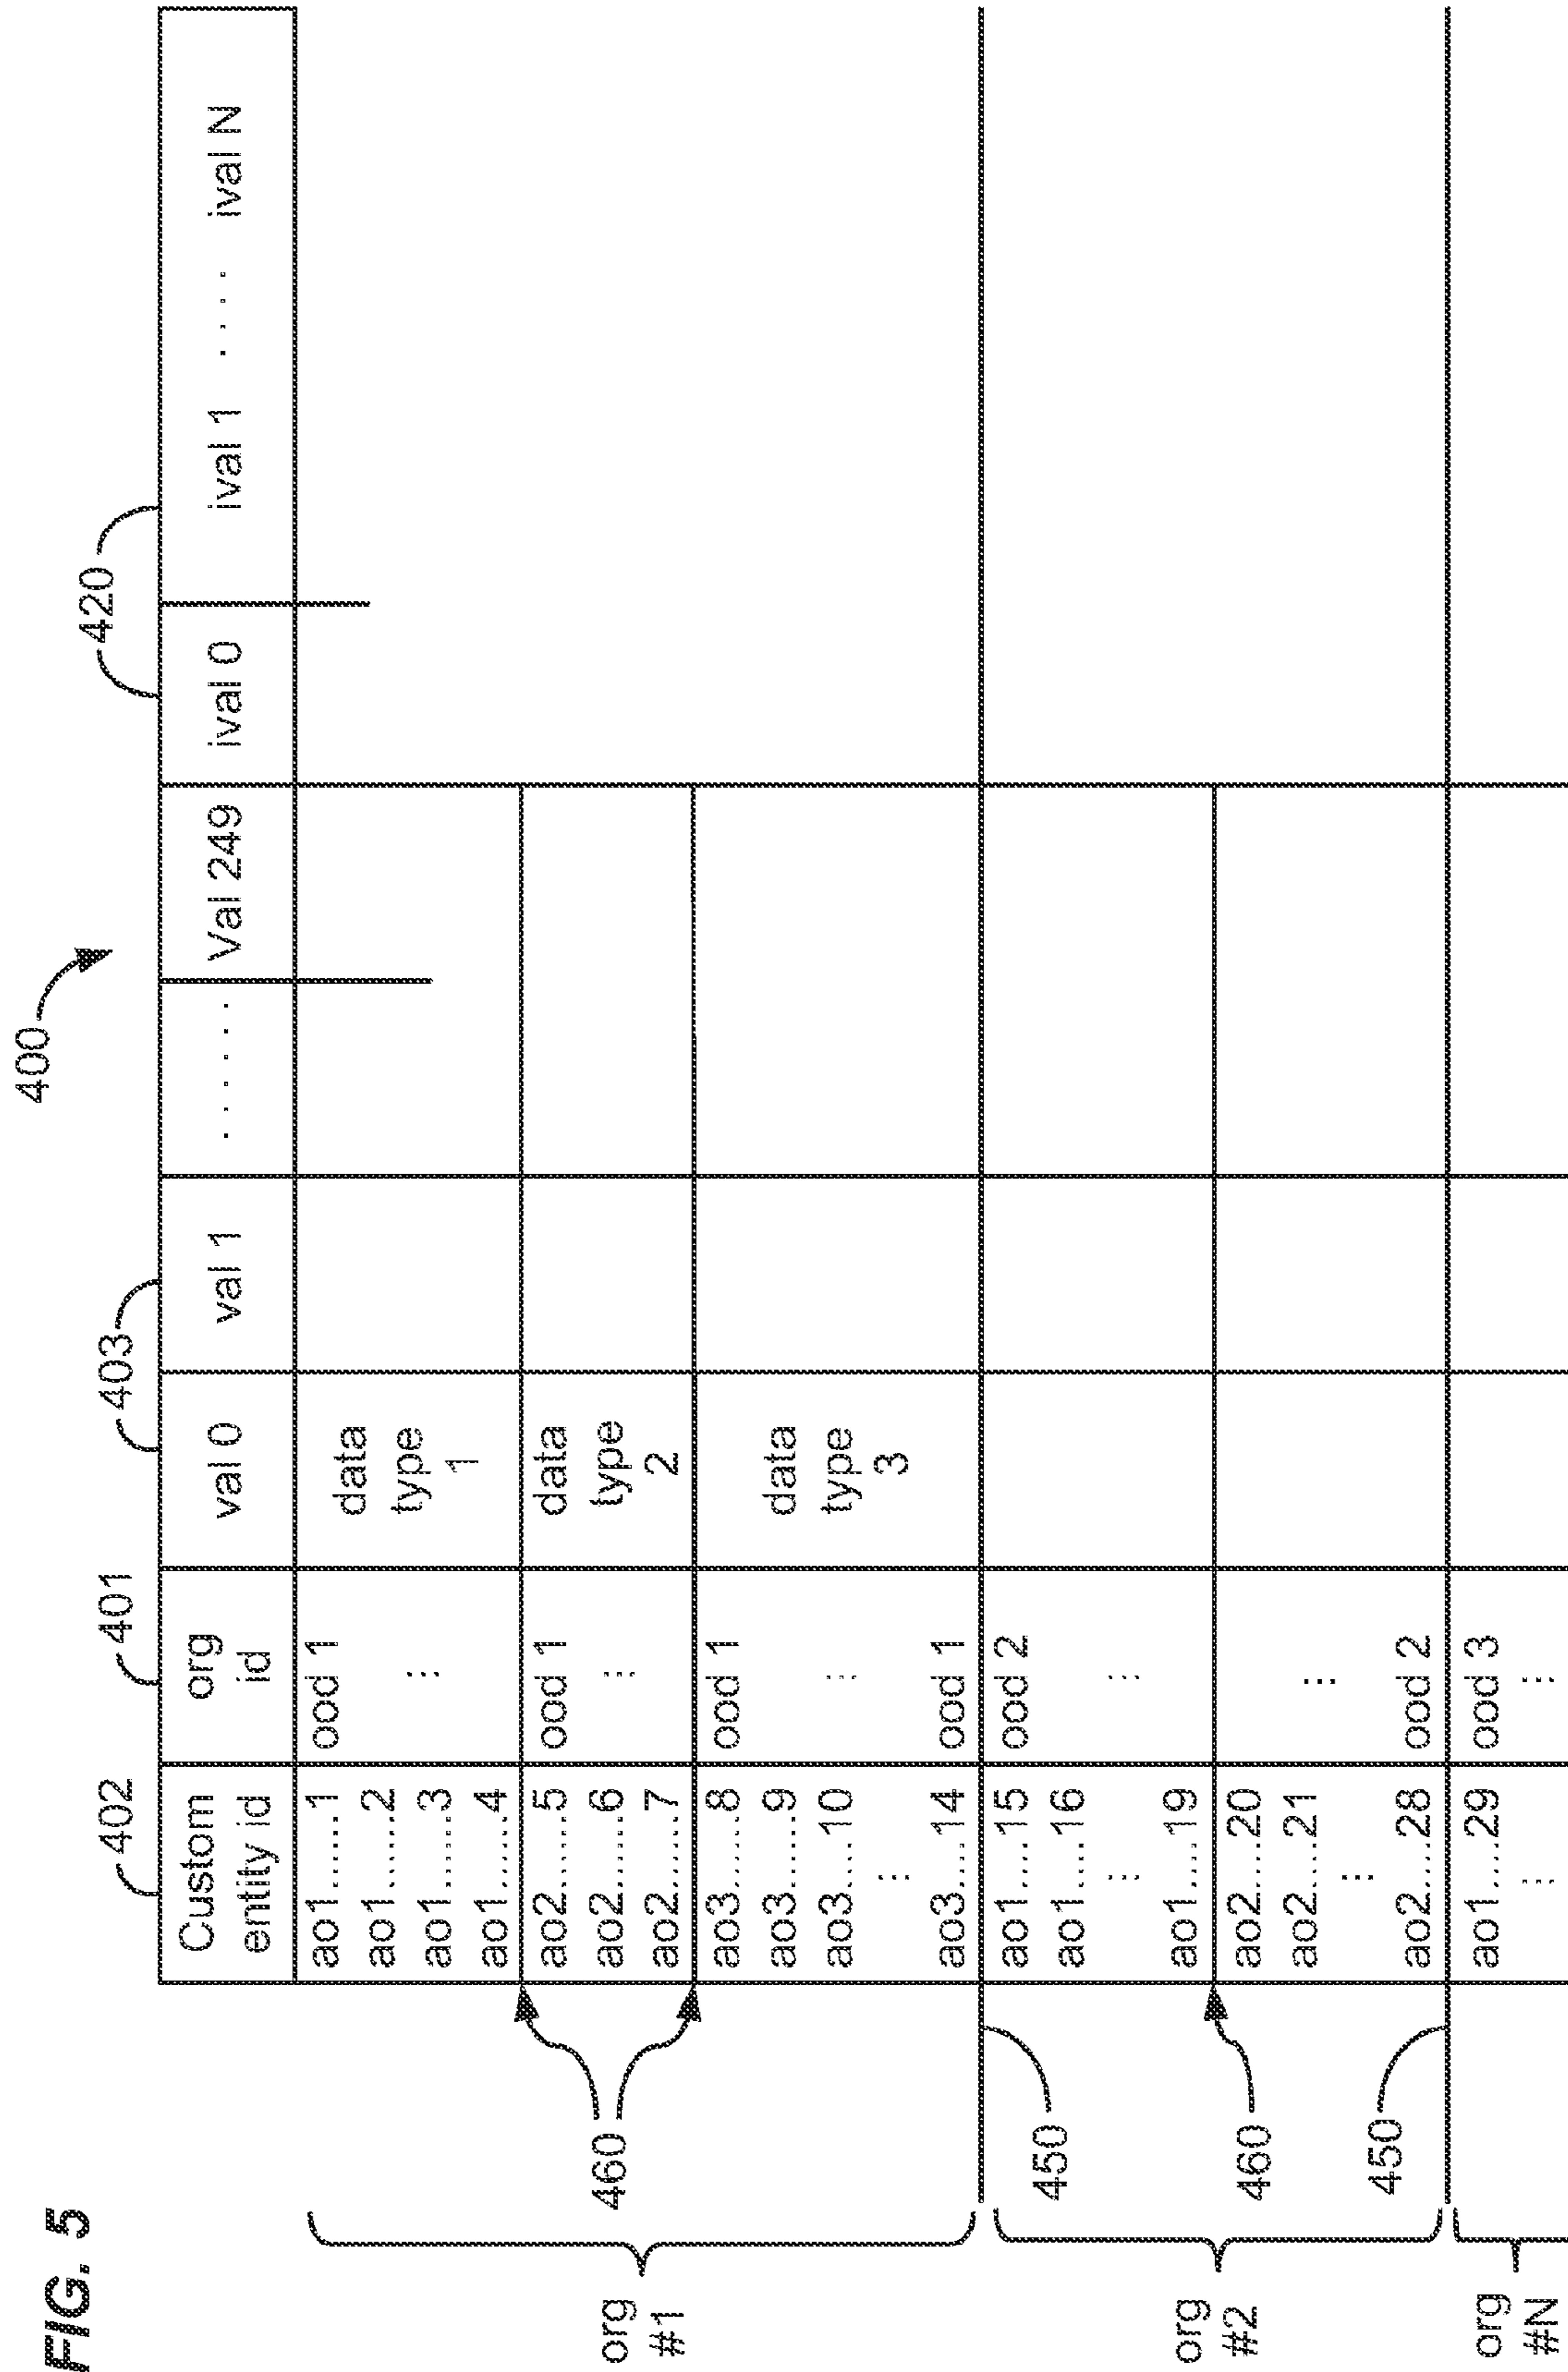 FIG. 5
400
402
401
403
420
Custom entity id
org id
val 0
val 1
. . . . . .
Val 249
ival 0
ival 1 . . . . ival N
org #1
460
ao1......1
ao1......2
ao1......3
ao1......4
ood 1
⋮
data type 1
ao2.....5
ao2......6
ao2......7
ood 1
⋮
data type 2
ao3......8
ao3......9
ao3....10
⋮
ao3....14
ood 1
⋮
ood 1
data type 3
450
org #2
ao1....15
ao1....16
⋮
ao1....19
ood 2
⋮
460
ao2....20
ao2....21
⋮
ao2....28
⋮
ood 2
450
org #N
ao1....29
⋮
ood 3
⋮